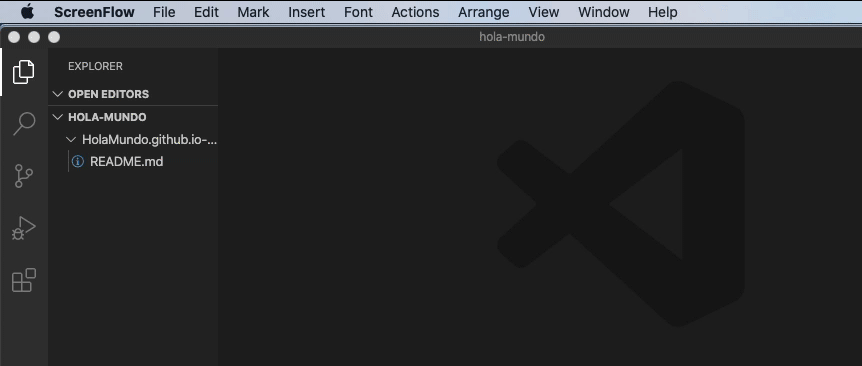 ScreenFlow File Edit Mark Insert Font Actions Arrange View Window Help
hola-mundo
EXPLORER
OPEN EDITORS
HOLA-MUNDO
HolaMundo.github.io-...
README.md